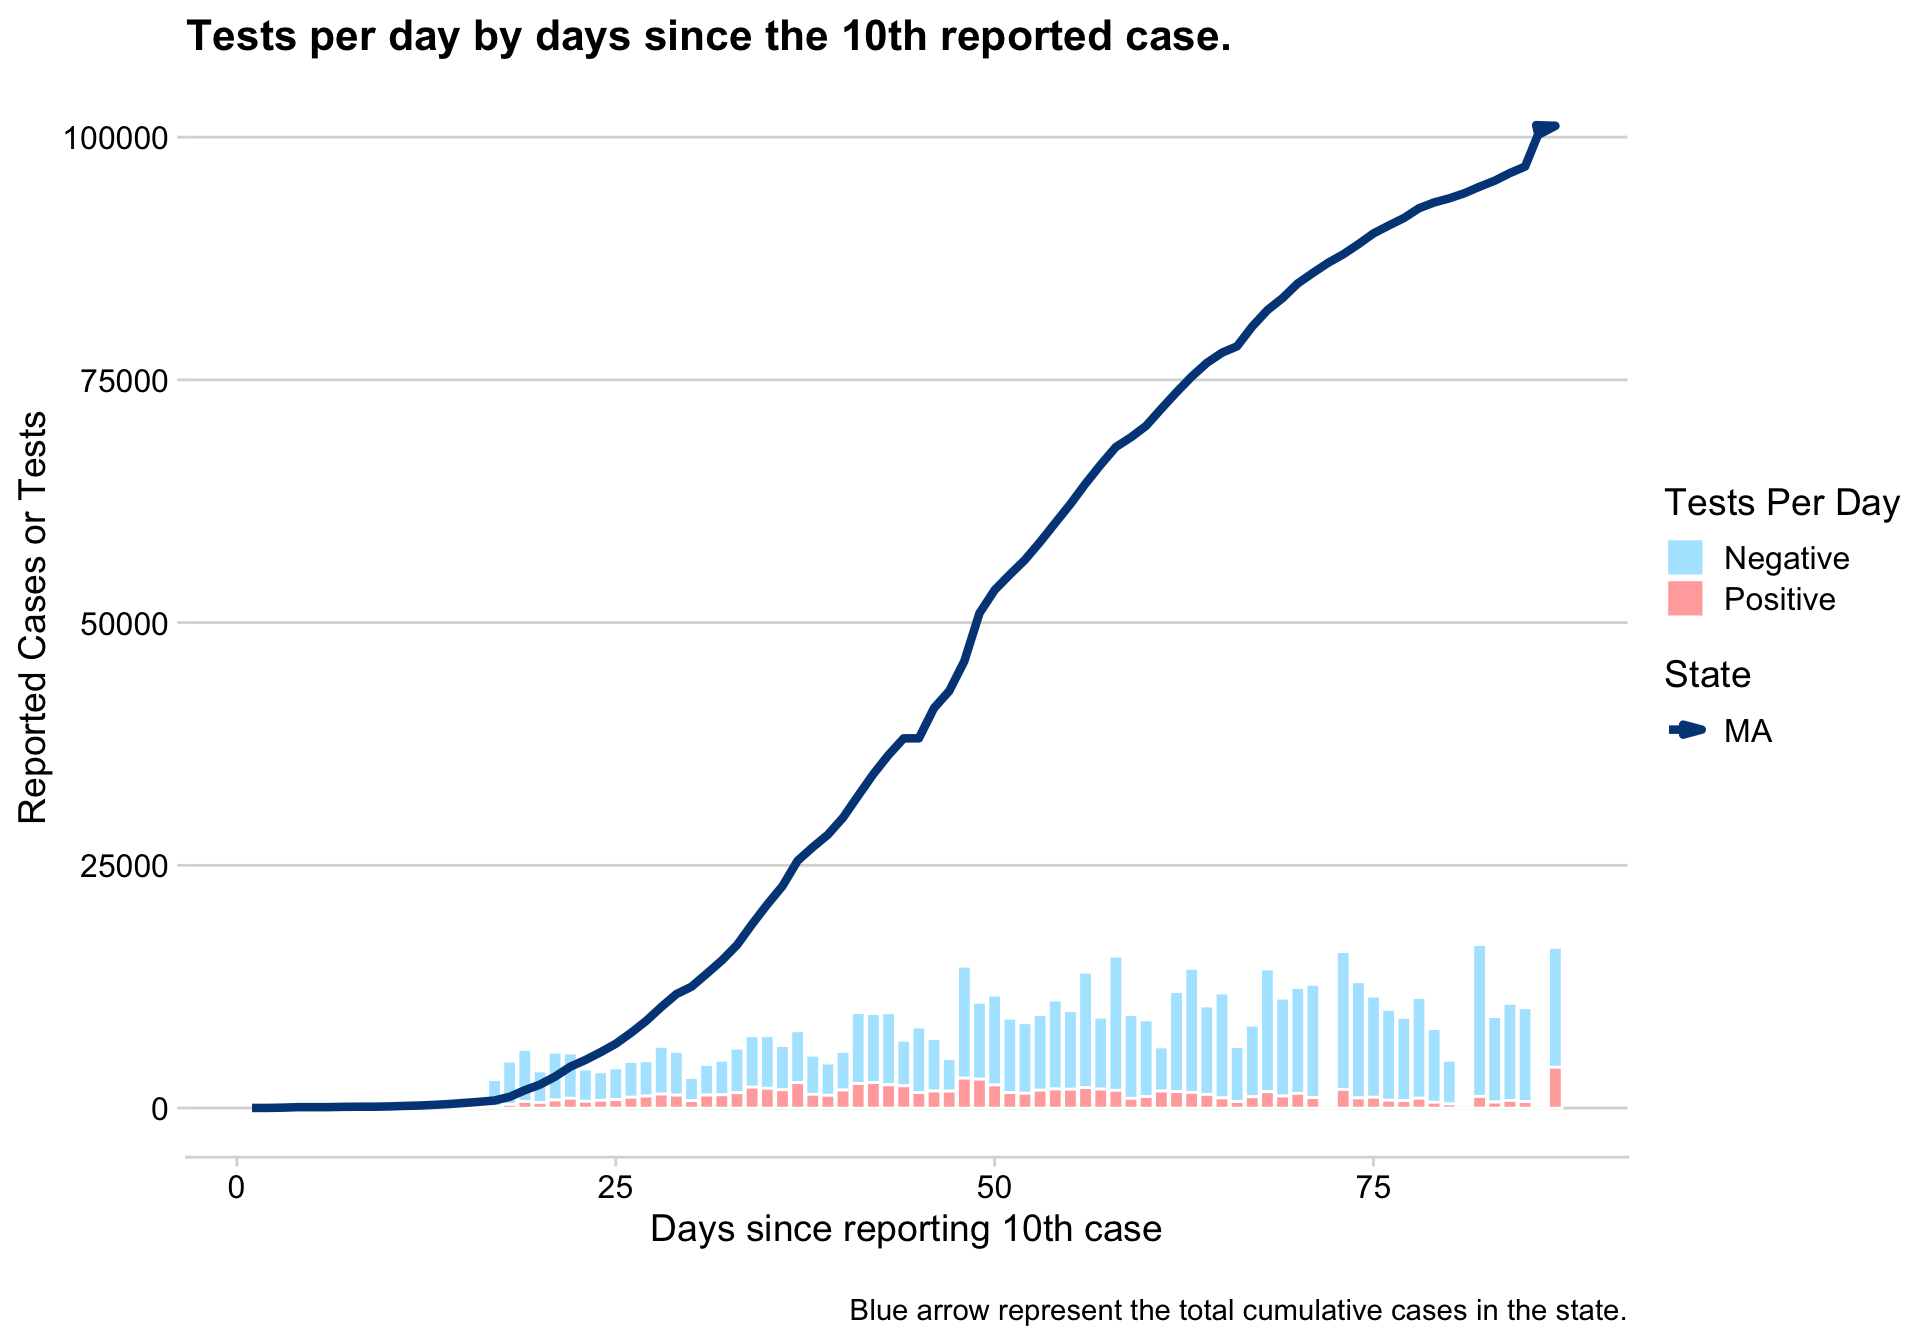 Tests per day by days since the 10th reported case.
100000
75000
50000
25000
0
Reported Cases or Tests
0
25
50
75
Days since reporting 10th case
Tests Per Day
Negative
Positive
State
MA
Blue arrow represent the total cumulative cases in the state.